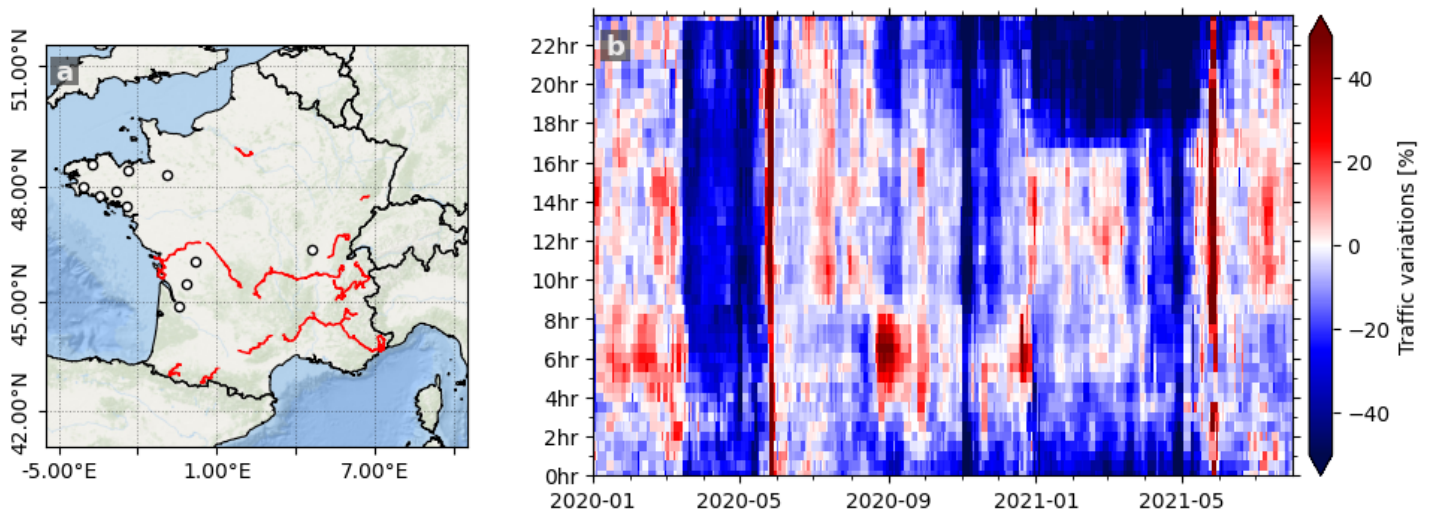 a
51.00°N
48.00°N
45.00°N
42.00°N
-5.00°E
1.00°E
7.00°E
b
22hr
20hr
18hr
16hr
14hr
12hr
10hr
8hr
6hr
4hr
2hr
0hr
2020-01
2020-05
2020-09
2021-01
2021-05
40
20
0
−20
−40
Traffic variations [%]